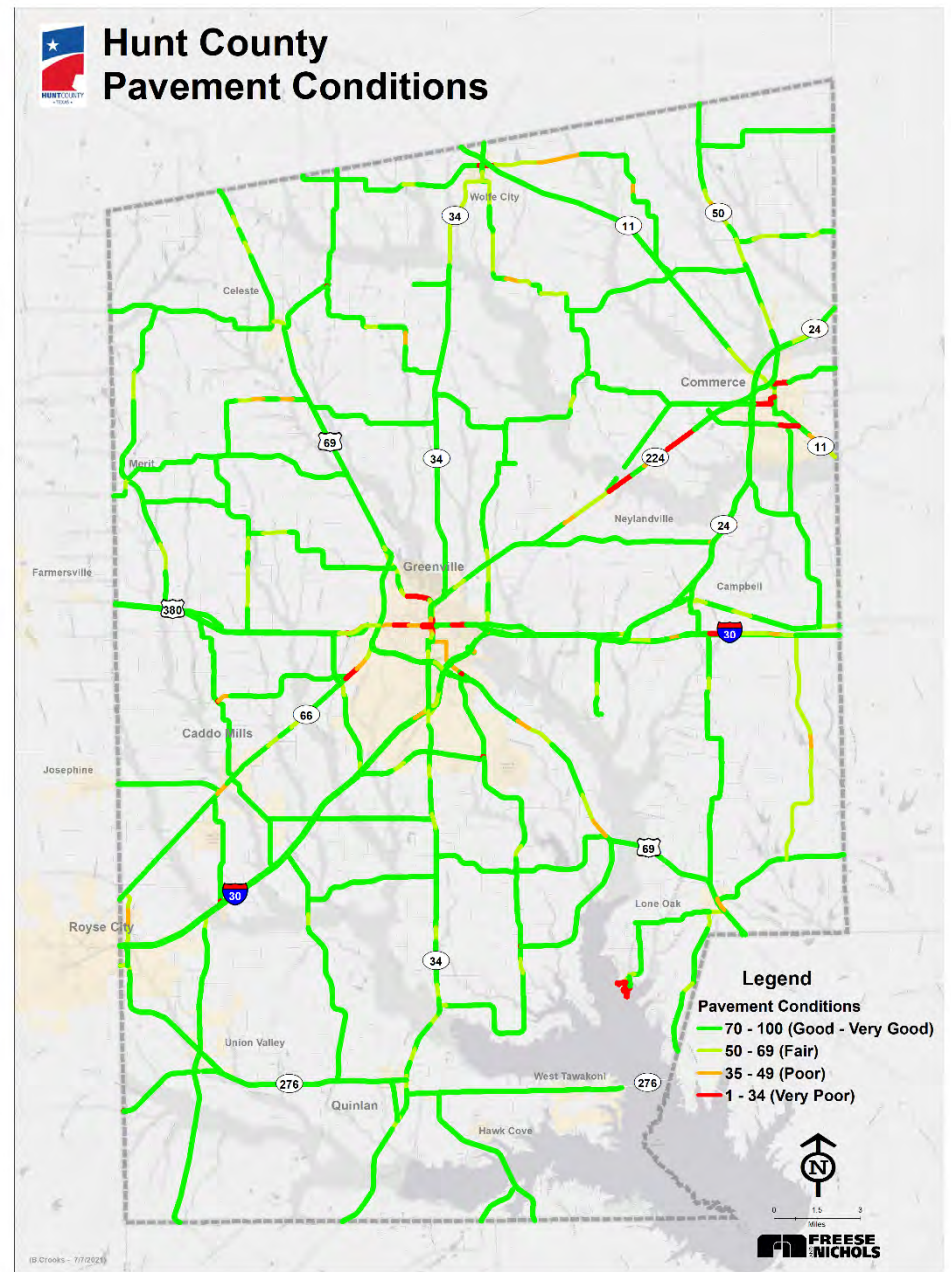 HUNTCOUNTY
TEXAS
Hunt County
Pavement Conditions
Wolfe City
34
11
50
Celeste
24
Commerce
69
34
11
Merit
224
Neylandville
24
Farmersville
Greenville
Campbell
380
30
66
Caddo Mills
Josephine
69
30
Lone Oak
Royse City
34
Legend
Pavement Conditions
70 - 100 (Good - Very Good)
50 - 69 (Fair)
35 - 49 (Poor)
1 - 34 (Very Poor)
Union Valley
276
West Tawakoni
276
Quinlan
Hawk Cove
N
0 1.5 3
Miles
FREESE
NICHOLS
(B.Crooks - 7/7/2021)